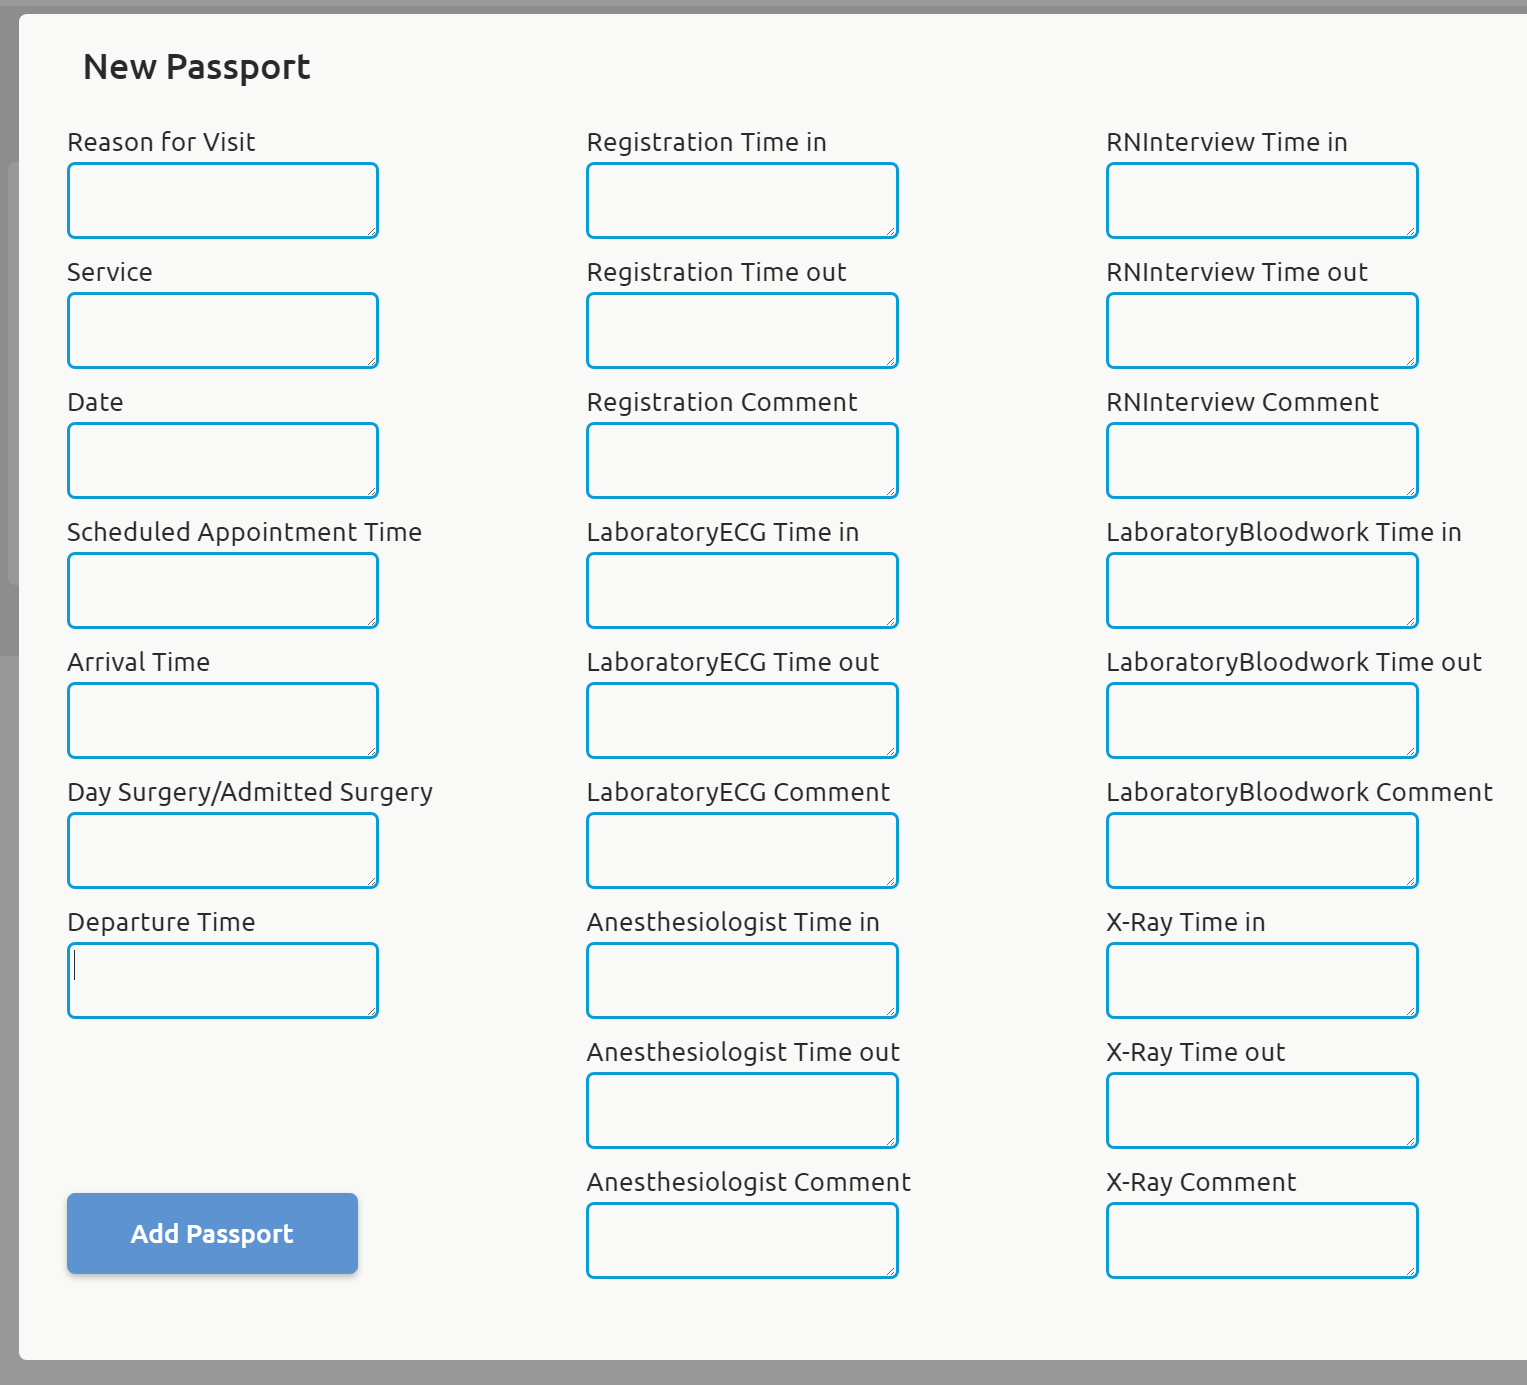 New Passport
Reason for Visit
Service
Date
Scheduled Appointment Time
Arrival Time
Day Surgery/Admitted Surgery
Departure Time
Add Passport
Registration Time in
Registration Time out
Registration Comment
LaboratoryECG Time in
LaboratoryECG Time out
LaboratoryECG Comment
Anesthesiologist Time in
Anesthesiologist Time out
Anesthesiologist Comment
RNInterview Time in
RNInterview Time out
RNInterview Comment
LaboratoryBloodwork Time in
LaboratoryBloodwork Time out
LaboratoryBloodwork Comment
X-Ray Time in
X-Ray Time out
X-Ray Comment